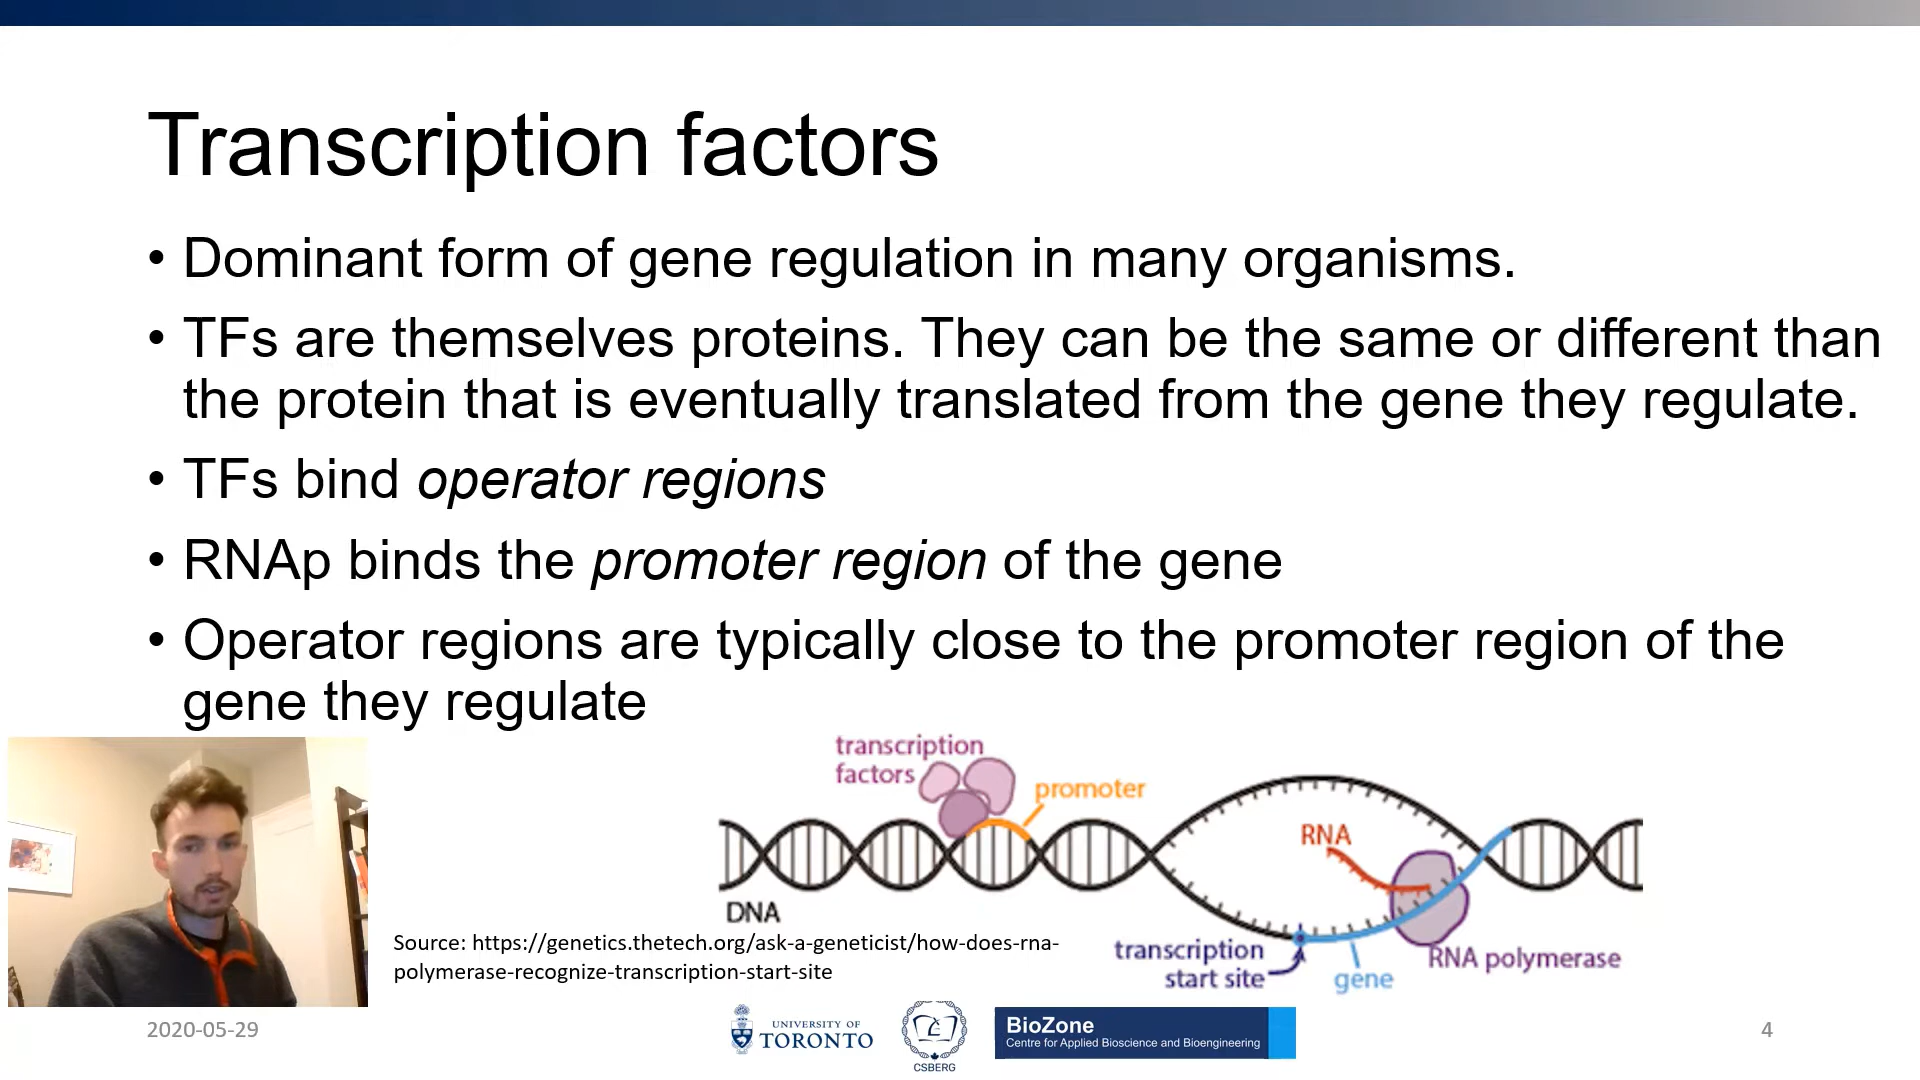 Transcription factors
• Dominant form of gene regulation in many organisms.
• TFs are themselves proteins. They can be the same or different than
the protein that is eventually translated from the gene they regulate.
• TFs bind operator regions
• RNAp binds the promoter region of the gene
• Operator regions are typically close to the promoter region of the
gene they regulate
transcription
factors
promoter
RNA
DNA
transcription
start site
gene
RNA polymerase
Source: https://genetics.thetech.org/ask-a-geneticist/how-does-rna-
polymerase-recognize-transcription-start-site
2020-05-29
UNIVERSITY OF
TORONTO
CSBERG
BioZone
Centre for Applied Bioscience and Bioengineering
4